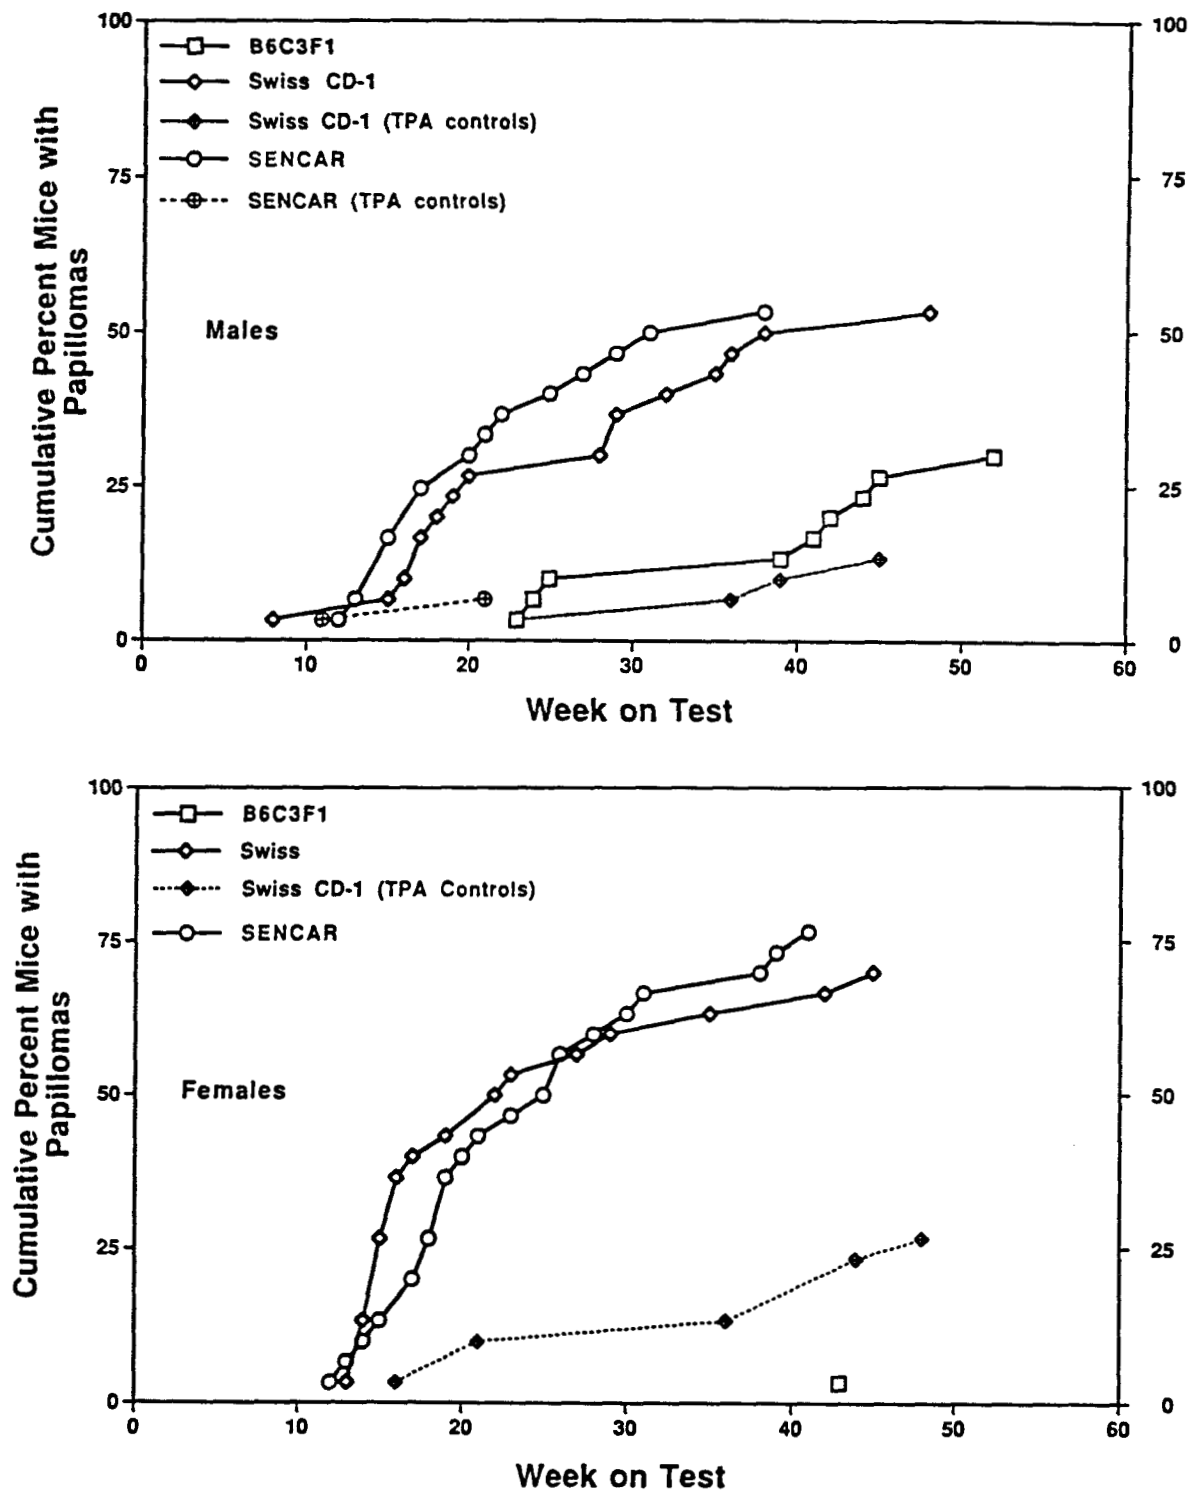 100
100
B6C3F1
Swiss CD-1
Swiss CD-1 (TPA controls)
SENCAR
75
75
SENCAR (TPA controls)
Cumulative Percent Mice with
Papillomas
50
Males
50
25
25
0
0
0 10 20 30 40 50 60
Week on Test
100
100
B6C3F1
Swiss
Swiss CD-1 (TPA Controls)
SENCAR
75
75
Cumulative Percent Mice with
Papillomas
50
Females
50
25
25
0
0
0 10 20 30 40 50 60
Week on Test